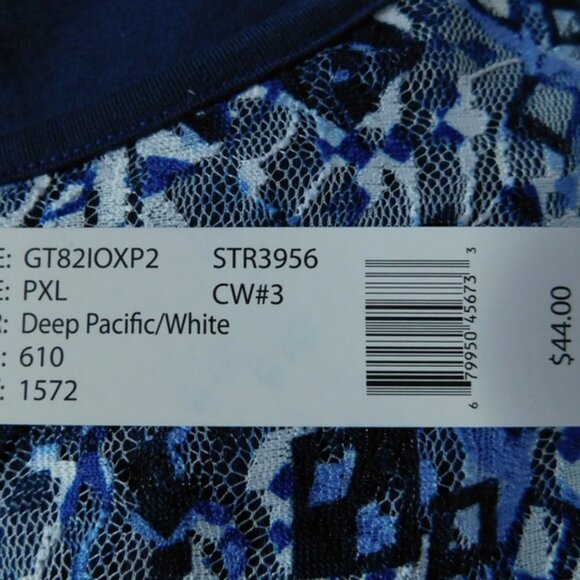 E: GT82IOXP2 STR3956
E: PXL CW#3
R: Deep Pacific/White
: 610
: 1572
6 79950 45673 3
$44.00